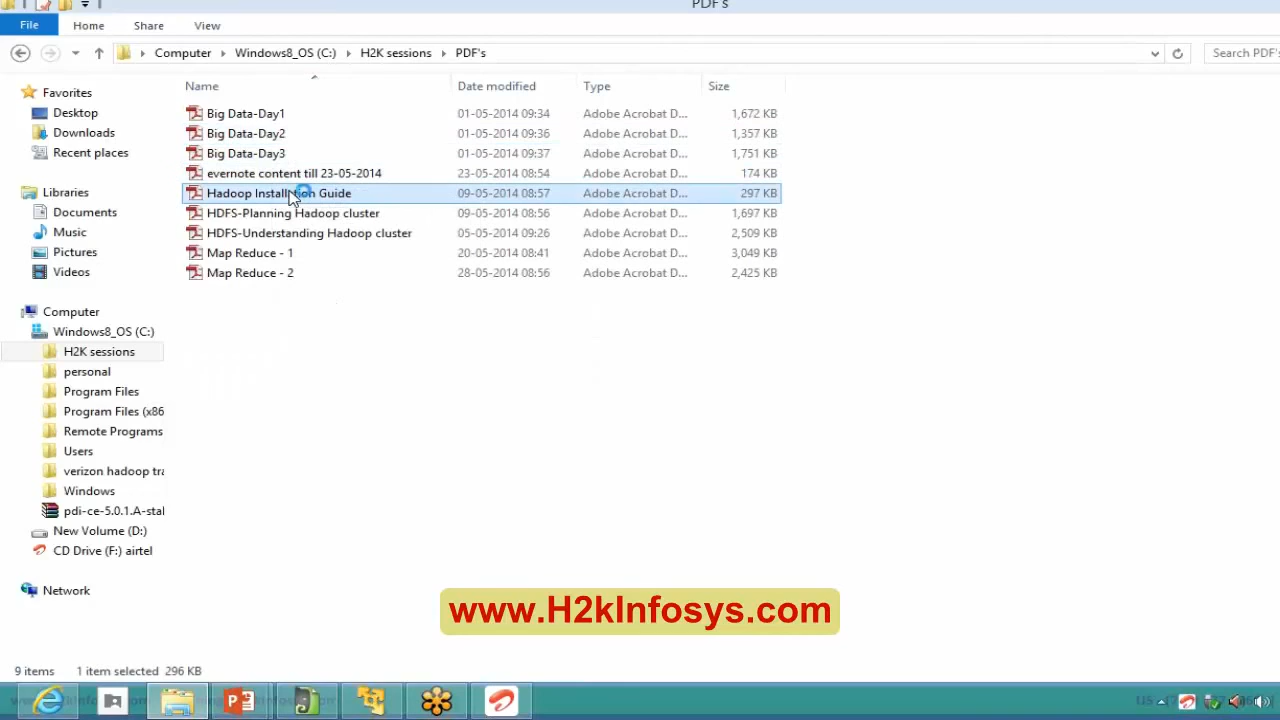 PDF's
File Home Share View
Computer Windows8_OS (C:) H2K sessions PDF's Search PDF's
Name Date modified Type Size
Favorites
Desktop
Downloads
Recent places
Libraries
Documents
Music
Pictures
Videos
Computer
Windows8_OS (C:)
H2K sessions
personal
Program Files
Program Files (x86
Remote Programs
Users
verizon hadoop tra
Windows
pdi-ce-5.0.1.A-stal
New Volume (D:)
CD Drive (F:) airtel
Network
Big Data-Day1 01-05-2014 09:34 Adobe Acrobat D... 1,672 KB
Big Data-Day2 01-05-2014 09:36 Adobe Acrobat D... 1,357 KB
Big Data-Day3 01-05-2014 09:37 Adobe Acrobat D... 1,751 KB
evernote content till 23-05-2014 23-05-2014 08:54 Adobe Acrobat D... 174 KB
Hadoop Installation Guide 09-05-2014 08:57 Adobe Acrobat D... 297 KB
HDFS-Planning Hadoop cluster 09-05-2014 08:56 Adobe Acrobat D... 1,697 KB
HDFS-Understanding Hadoop cluster 05-05-2014 09:26 Adobe Acrobat D... 2,509 KB
Map Reduce - 1 20-05-2014 08:41 Adobe Acrobat D... 3,049 KB
Map Reduce - 2 28-05-2014 08:56 Adobe Acrobat D... 2,425 KB
www.H2kInfosys.com
9 items 1 item selected 296 KB
US